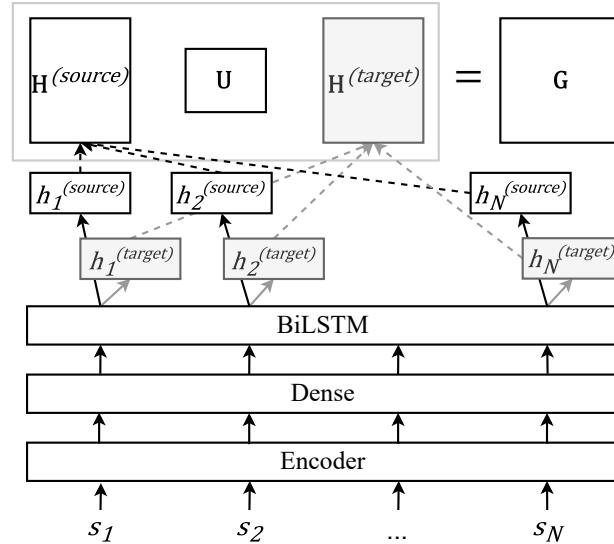 H(source) U H(target) = G
h1(source) h2(source) hN(source)
h1(target) h2(target) hN(target)
BiLSTM
Dense
Encoder
s1 s2 ... sN